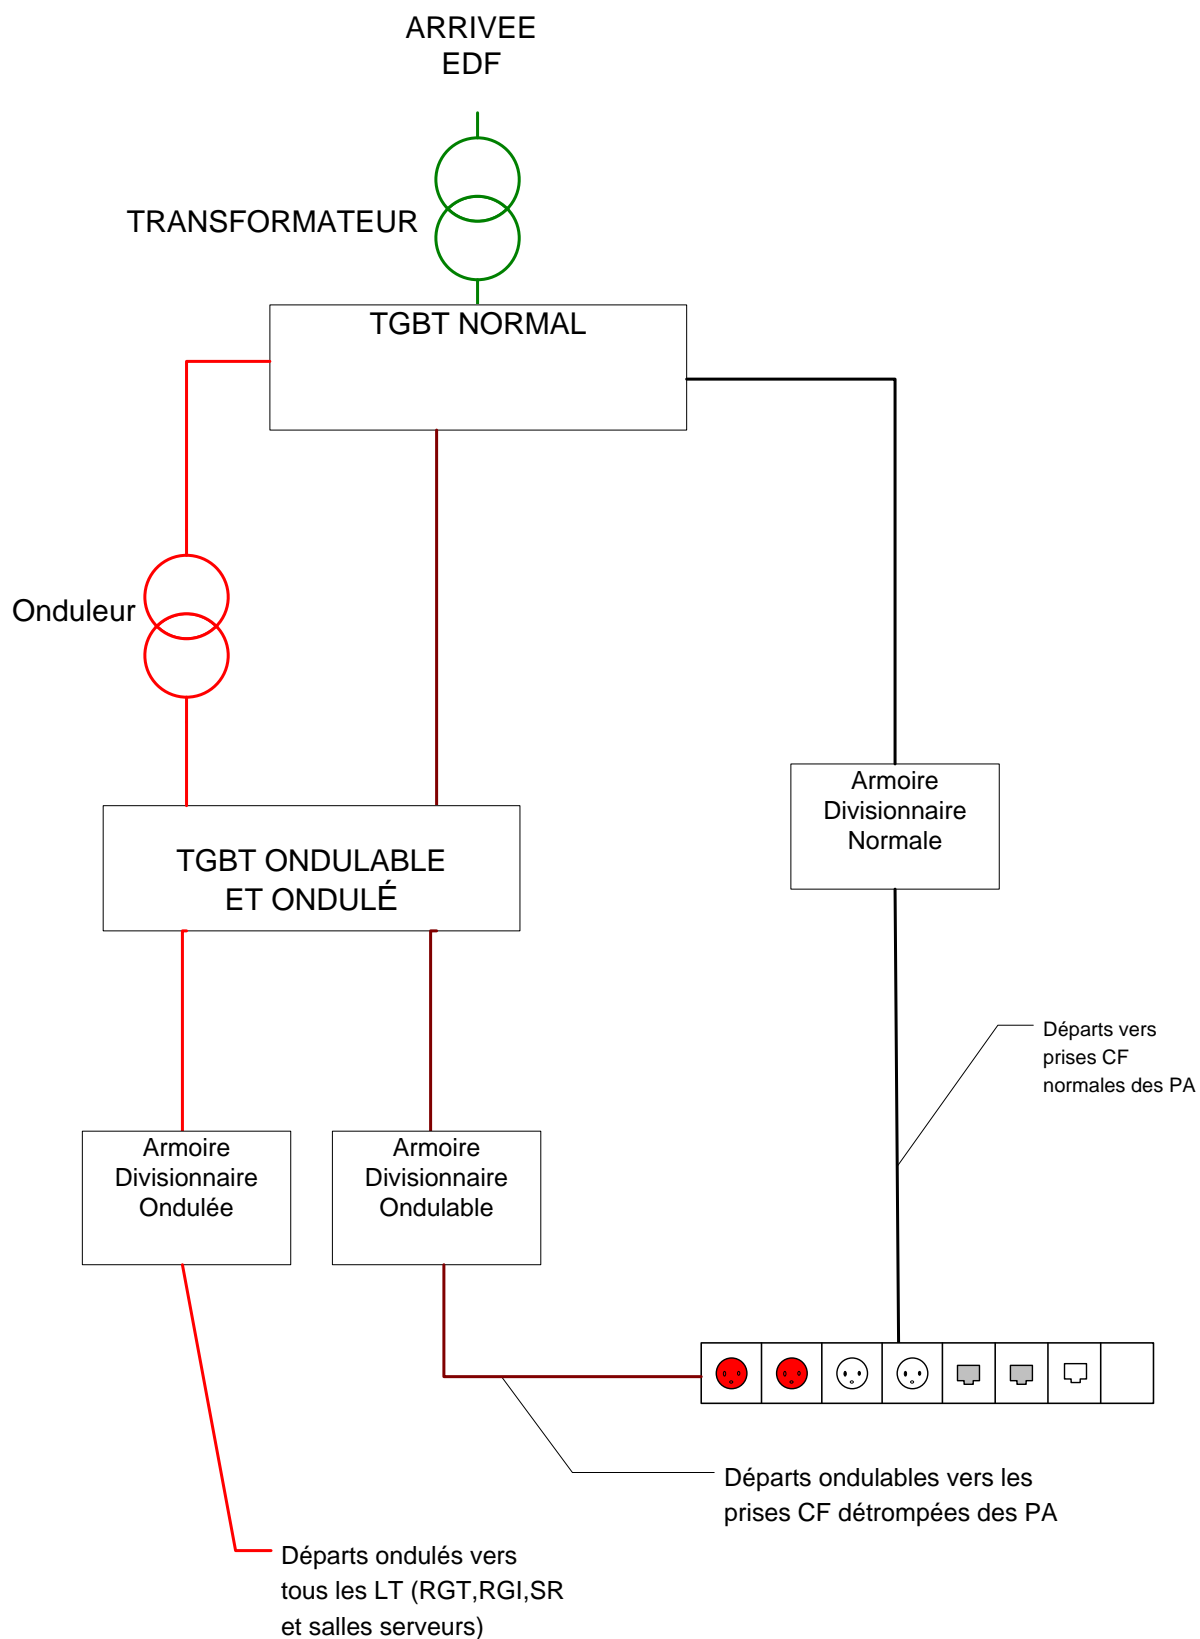 ARRIVEE
EDF
TRANSFORMATEUR
TGBT NORMAL
Onduleur
Armoire
Divisionnaire
Normale
TGBT ONDULABLE
ET ONDULÉ
Départs vers
prises CF
normales des PA
Armoire
Divisionnaire
Ondulée
Armoire
Divisionnaire
Ondulable
Départs ondulables vers les
prises CF détrompées des PA
Départs ondulés vers
tous les LT (RGT,RGI,SR
et salles serveurs)